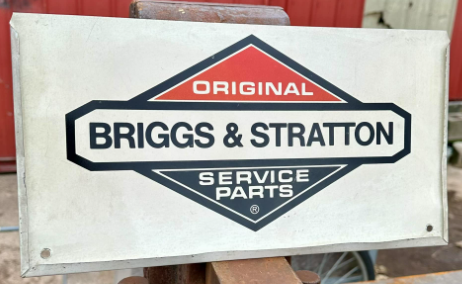 ORIGINAL
BRIGGS & STRATTON
SERVICE
PARTS
®